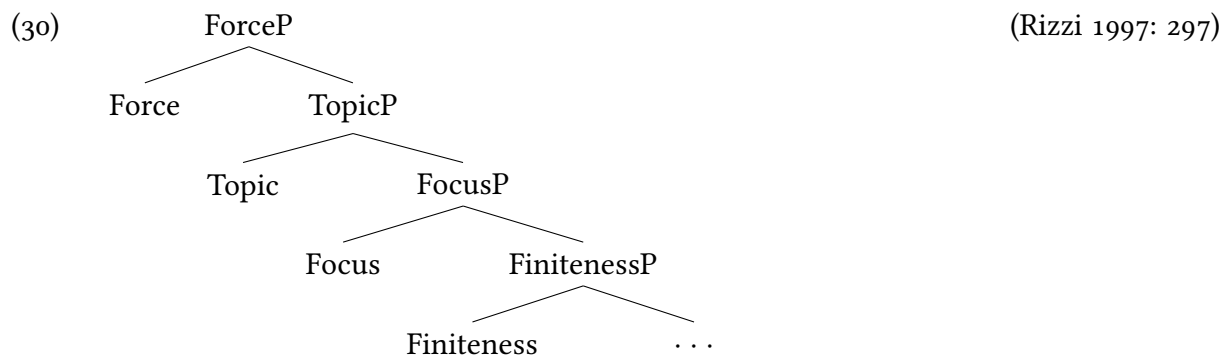 (30) ForceP (Rizzi 1997: 297)
Force TopicP
Topic FocusP
Focus FinitenessP
Finiteness . . .